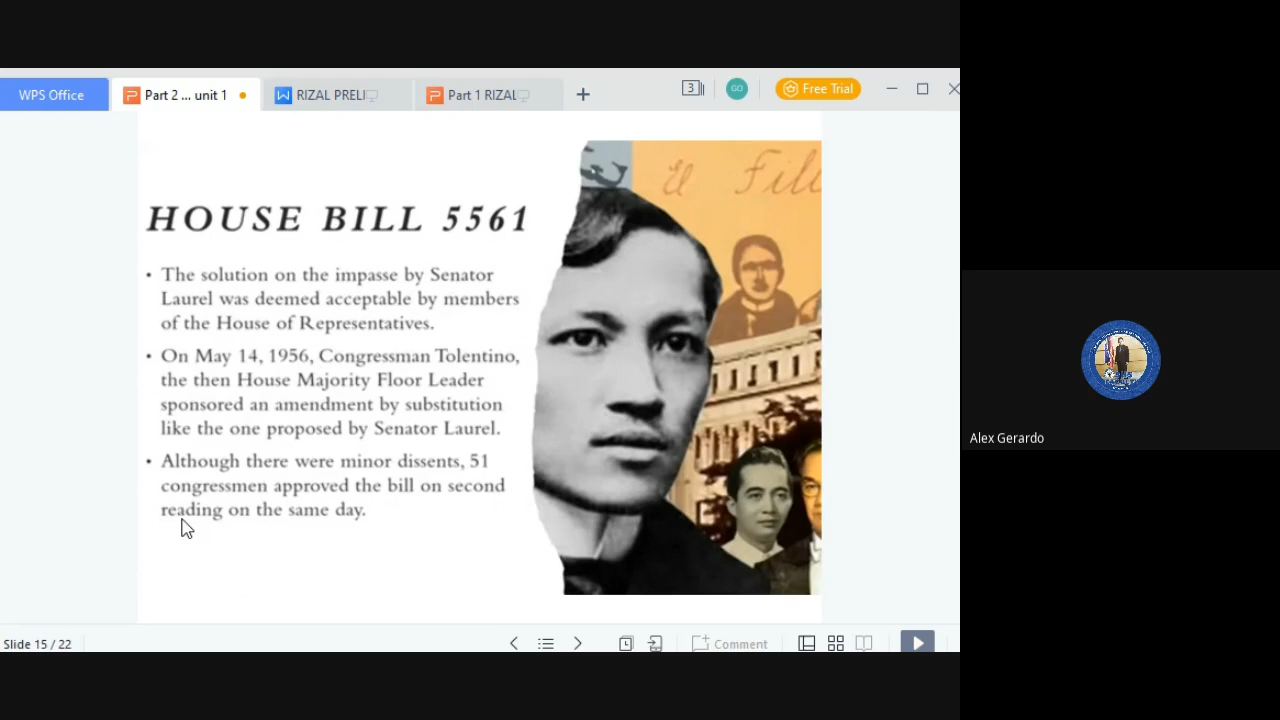 WPS Office
Part 2 ... unit 1
RIZAL PRELI
Part 1 RIZAL
3
GO
Free Trial
El Fili
HOUSE BILL 5561
• The solution on the impasse by Senator
Laurel was deemed acceptable by members
of the House of Representatives.
• On May 14, 1956, Congressman Tolentino,
the then House Majority Floor Leader
sponsored an amendment by substitution
like the one proposed by Senator Laurel.
• Although there were minor dissents, 51
congressmen approved the bill on second
reading on the same day.
Alex Gerardo
Slide 15 / 22
Comment